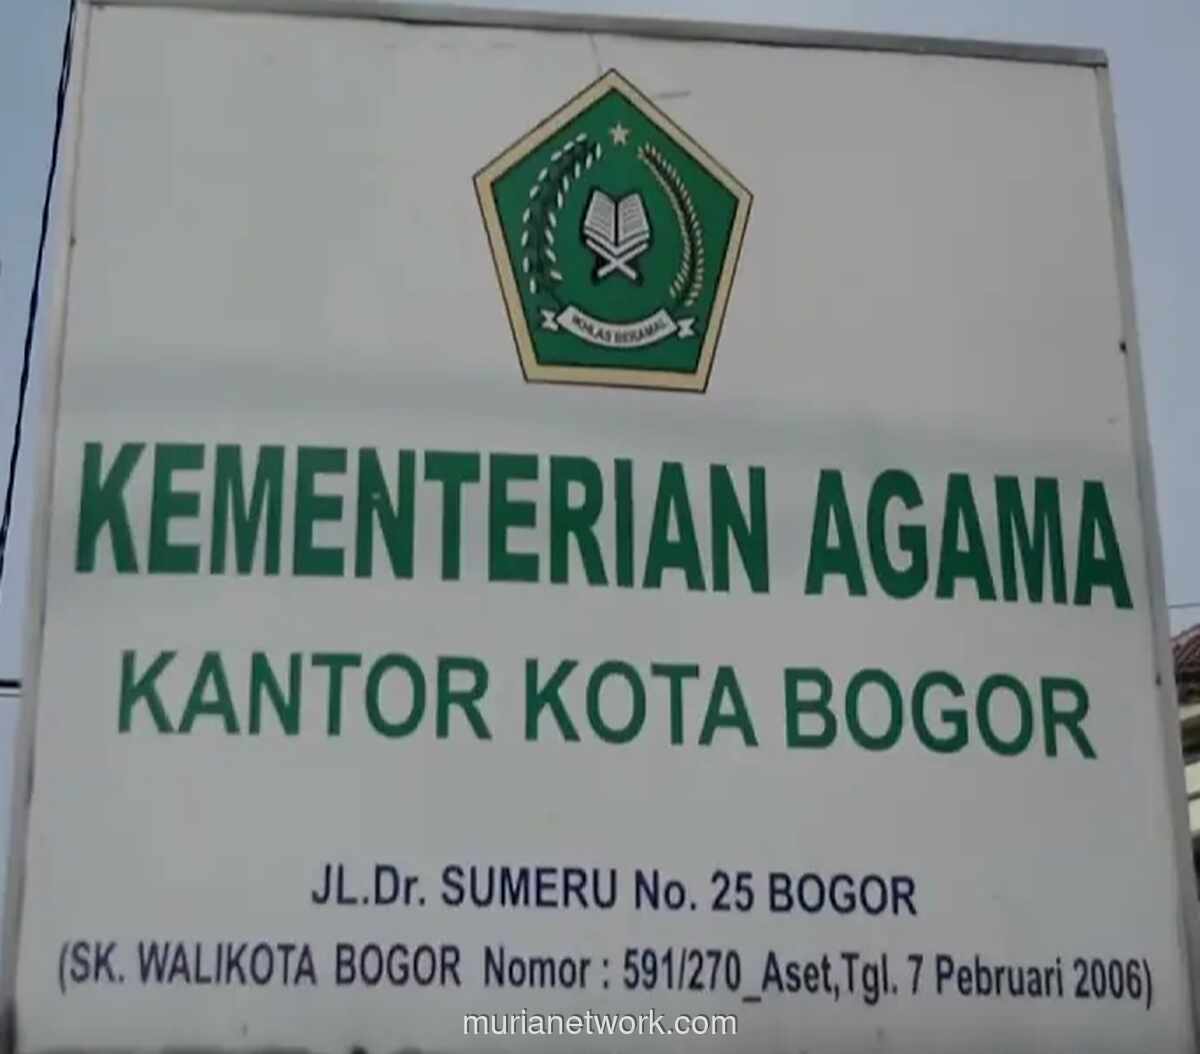 IKHLAS BERAMAL
KEMENTERIAN AGAMA
KANTOR KOTA BOGOR
JL.Dr. SUMERU No. 25 BOGOR
(SK. WALIKOTA BOGOR Nomor : 591/270_Aset,Tgl. 7 Pebruari 2006)
murianetwork.com